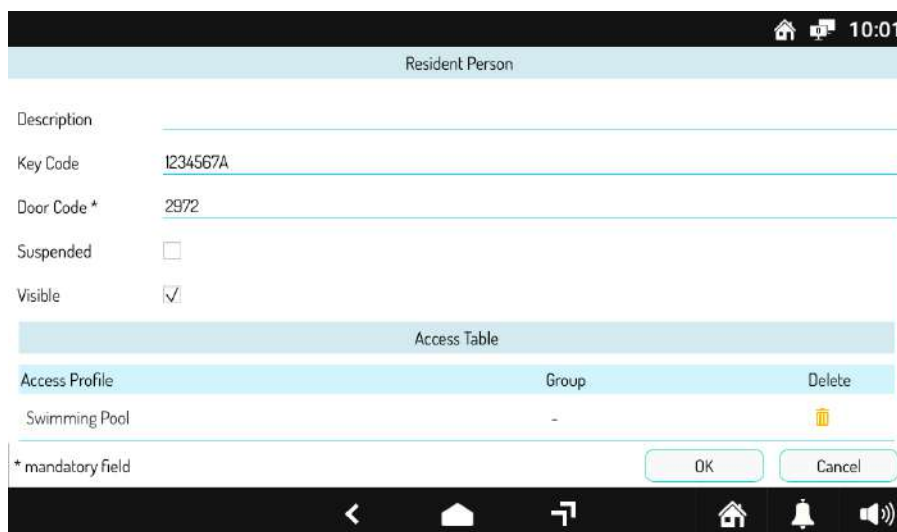 10:01
Resident Person
Description
Key Code 1234567A
Door Code * 2972
Suspended
Visible
Access Table
Access Profile Group Delete
Swimming Pool -
* mandatory field OK Cancel